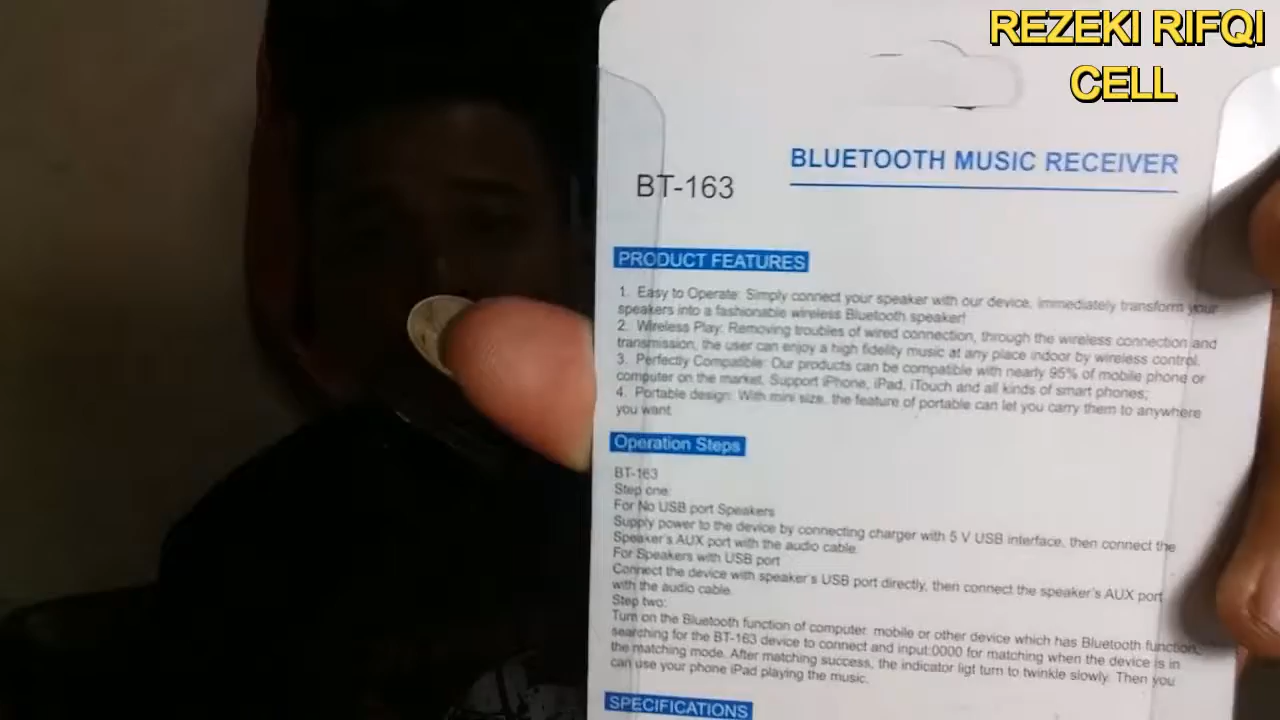 REZEKI RIFQI
CELL
BLUETOOTH MUSIC RECEIVER
BT-163
PRODUCT FEATURES
1. Easy to Operate: Simply connect your speaker with our device, immediately transform your
speakers into a fashionable wireless Bluetooth speaker!
2. Wireless Play: Removing troubles of wired connection, through the wireless connection and
transmission, the user can enjoy a high fidelity music at any place indoor by wireless control.
3. Perfectly Compatible: Our products can be compatible with nearly 95% of mobile phone or
computer on the market. Support iPhone, iPad, iTouch and all kinds of smart phones;
4. Portable design: With mini size, the feature of portable can let you carry them to anywhere
you want.
Operation Steps
BT-163
Step one:
For No USB port Speakers
Supply power to the device by connecting charger with 5 V USB interface, then connect the
Speaker's AUX port with the audio cable.
For Speakers with USB port
Connect the device with speaker's USB port directly, then connect the speaker's AUX port
with the audio cable.
Step two:
Turn on the Bluetooth function of computer, mobile or other device which has Bluetooth function,
searching for the BT-163 device to connect and input:0000 for matching when the device is in
the matching mode. After matching success, the indicator ligt turn to twinkle slowly. Then you
can use your phone iPad playing the music.
SPECIFICATIONS